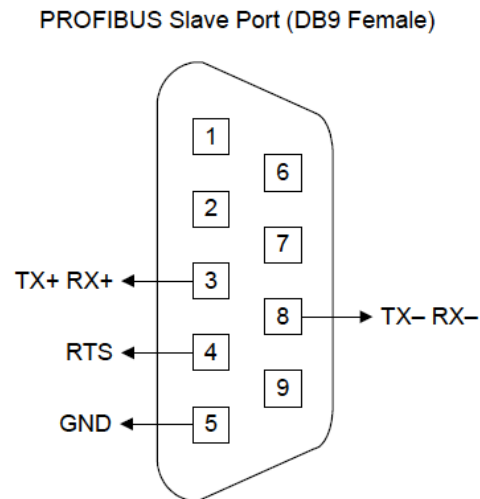 PROFIBUS Slave Port (DB9 Female)
1
6
2
7
TX+ RX+
3
8
TX– RX–
RTS
4
9
GND
5